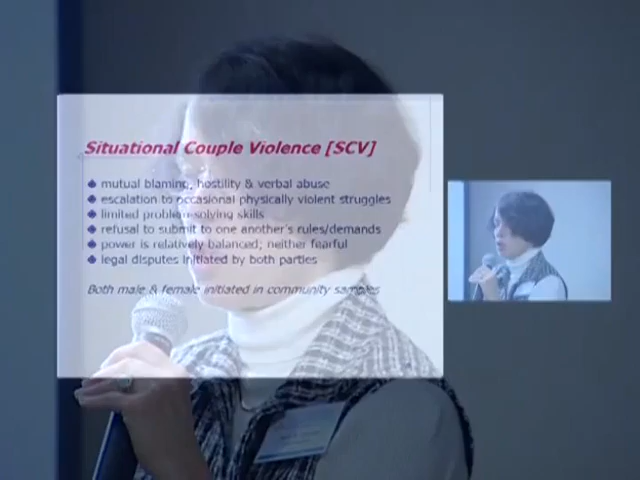 Situational Couple Violence [SCV]
mutual blaming, hostility & verbal abuse
escalation to occasional physically violent struggles
limited problem-solving skills
refusal to submit to one another's rules/demands
power is relatively balanced; neither fearful
legal disputes initiated by both parties
Both male & female initiated in community samples